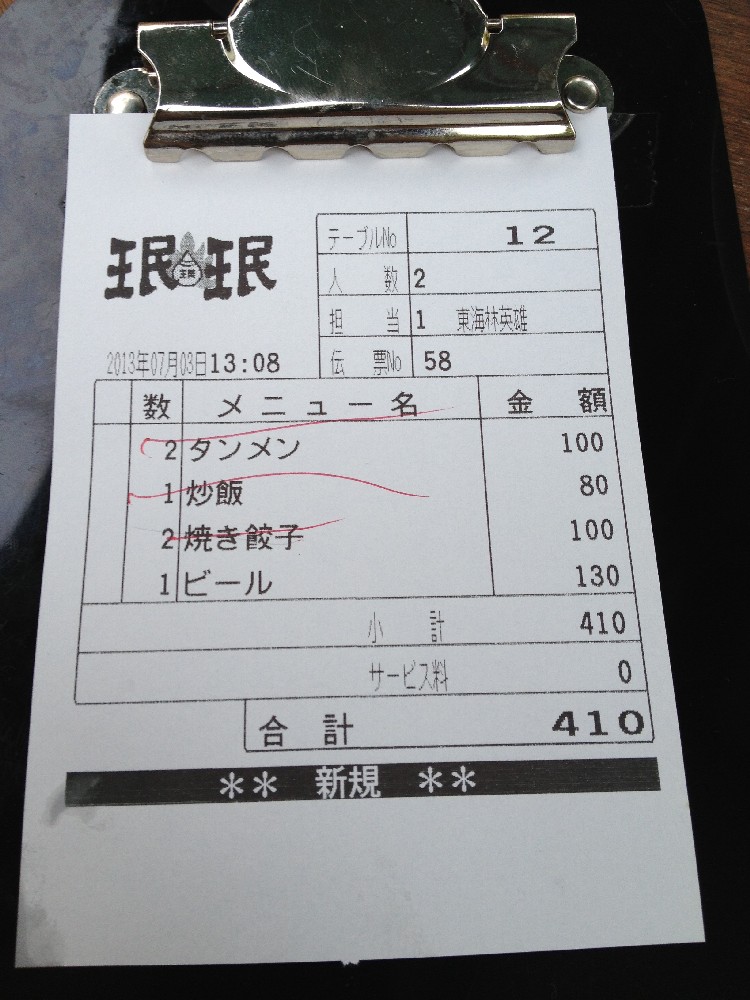 珉珉
テーブルNo 12
人数 2
担当 1 東海林英雄
2013年07月03日13:08
伝票No 58
数 メニュー名 金額
2 タンメン 100
1 炒飯 80
2 焼き餃子 100
1 ビール 130
小計 410
サービス料 0
合計 410
** 新規 **